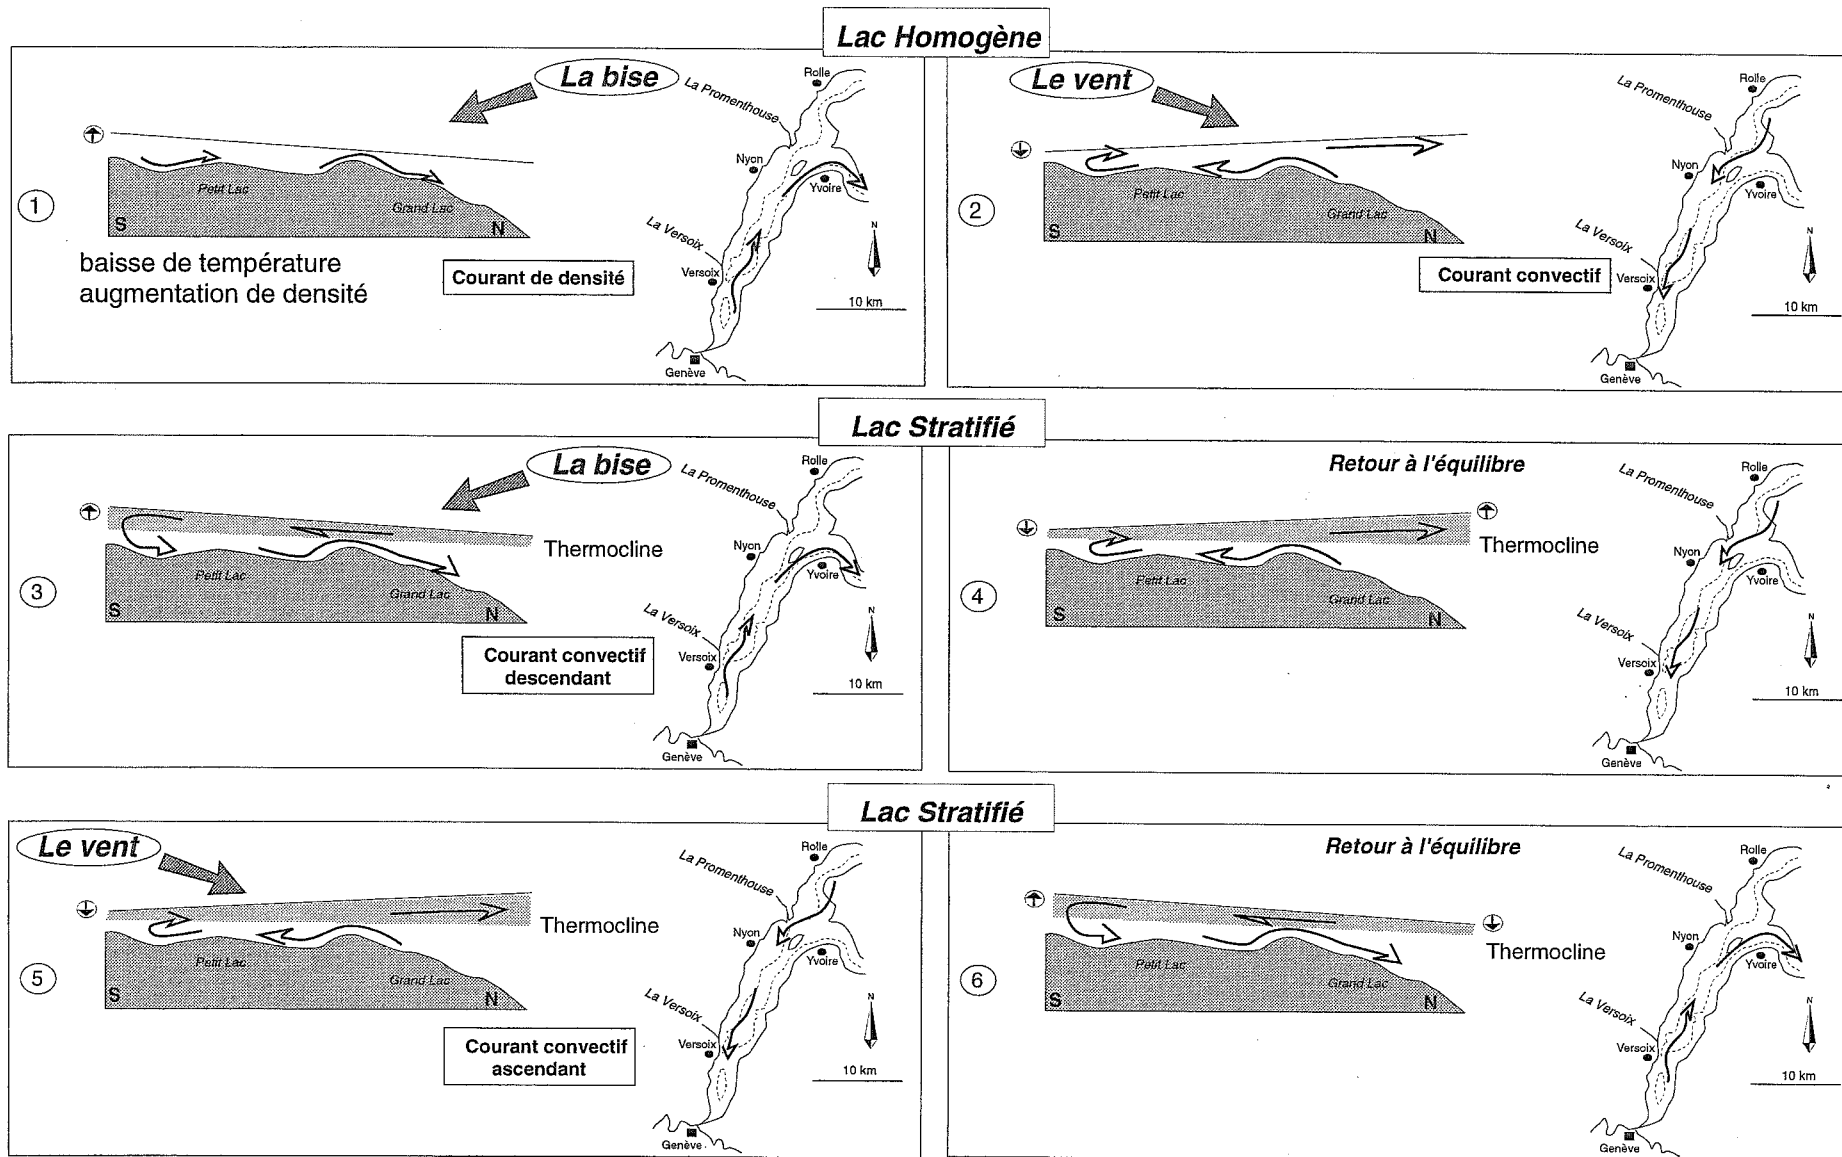 Lac Homogène
La bise
Rolle
La Promenthouse
Nyon
Yvoire
Petit Lac
Grand Lac
1
S
N
La Versoix
N
baisse de température
augmentation de densité
Courant de densité
Versoix
10 km
Genève
Le vent
Rolle
La Promenthouse
Nyon
Yvoire
Petit Lac
Grand Lac
2
S
N
La Versoix
N
Courant convectif
Versoix
10 km
Genève
Lac Stratifié
La bise
Rolle
La Promenthouse
Thermocline
Nyon
Yvoire
Petit Lac
Grand Lac
3
S
N
La Versoix
N
Courant convectif
descendant
Versoix
10 km
Genève
Retour à l'équilibre
Rolle
La Promenthouse
Thermocline
Nyon
Yvoire
Petit Lac
Grand Lac
4
S
N
La Versoix
N
Versoix
10 km
Genève
Lac Stratifié
Le vent
Rolle
La Promenthouse
Thermocline
Nyon
Yvoire
Petit Lac
Grand Lac
5
S
N
La Versoix
N
Courant convectif
ascendant
Versoix
10 km
Genève
Retour à l'équilibre
Rolle
La Promenthouse
Thermocline
Nyon
Yvoire
Petit Lac
Grand Lac
6
S
N
La Versoix
N
Versoix
10 km
Genève